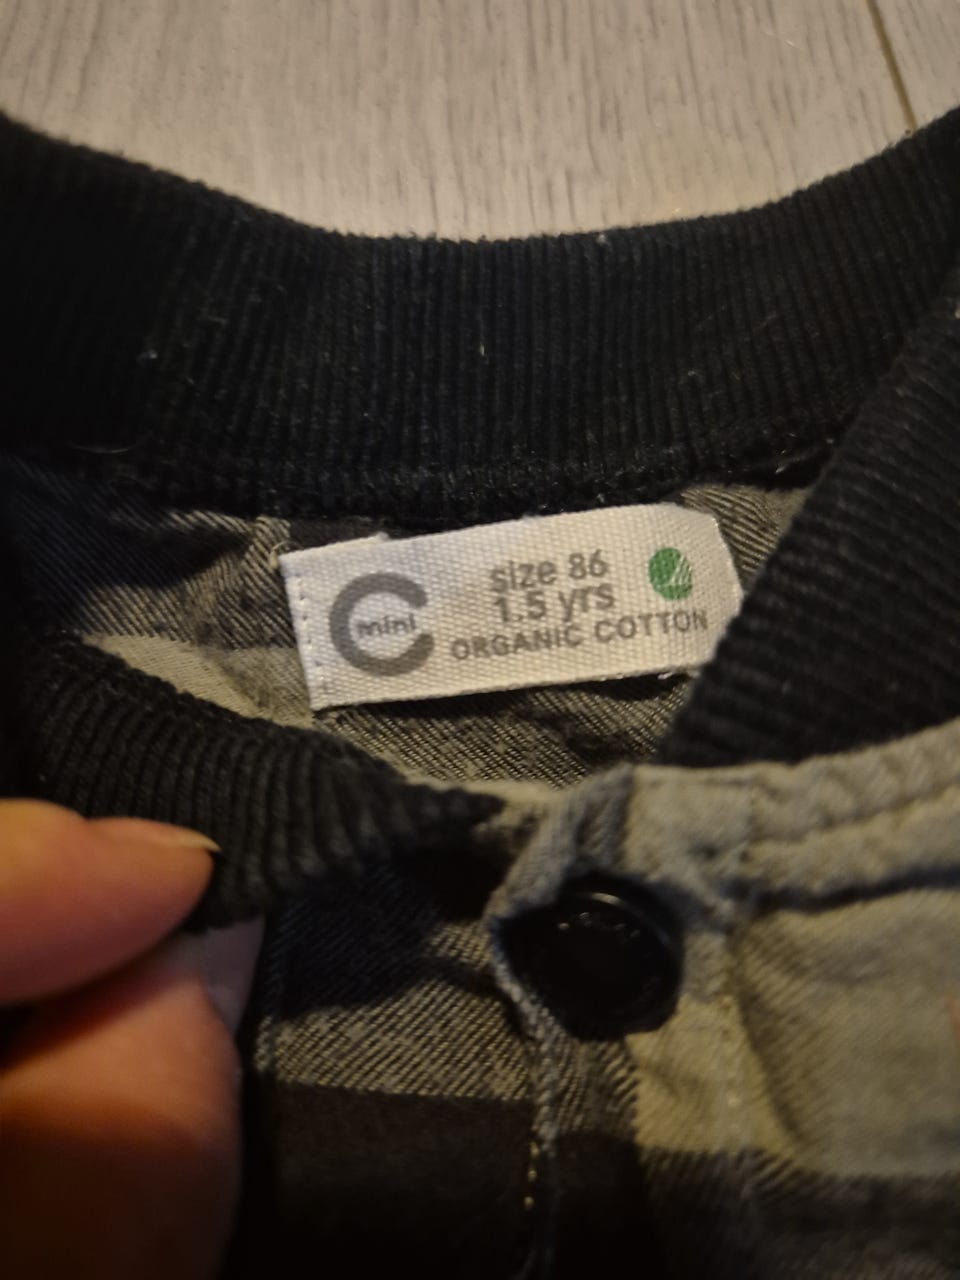 mini
size 86
1.5 yrs
ORGANIC COTTON